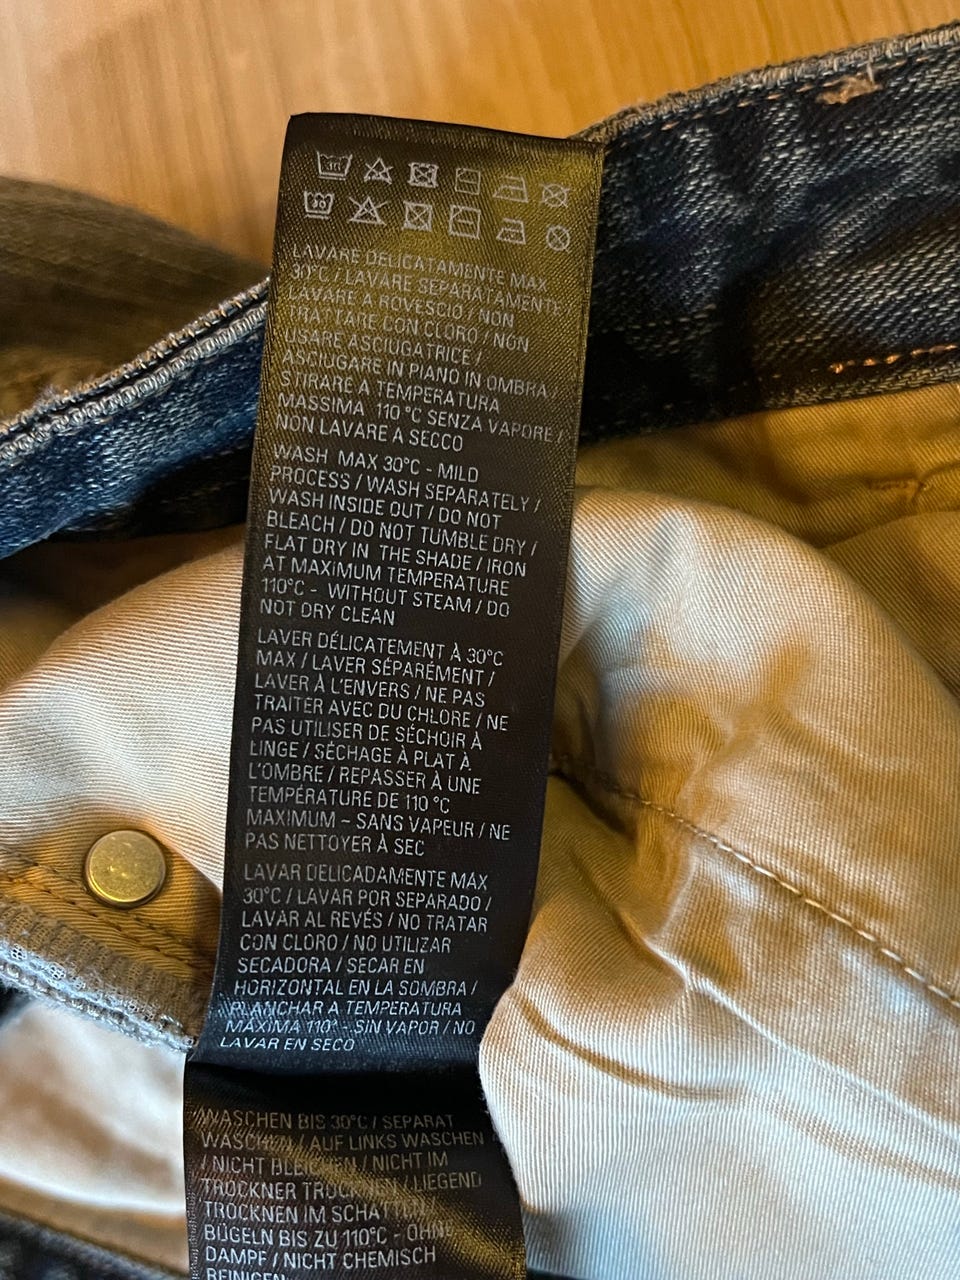 30
30
LAVARE DELICATAMENTE MAX
30°C / LAVARE SEPARATAMENTE
LAVARE A ROVESCIO / NON
TRATTARE CON CLORO / NON
USARE ASCIUGATRICE /
ASCIUGARE IN PIANO IN OMBRA /
STIRARE A TEMPERATURA
MASSIMA 110 °C SENZA VAPORE /
NON LAVARE A SECCO
WASH MAX 30°C - MILD
PROCESS / WASH SEPARATELY /
WASH INSIDE OUT / DO NOT
BLEACH / DO NOT TUMBLE DRY /
FLAT DRY IN THE SHADE / IRON
AT MAXIMUM TEMPERATURE
110°C - WITHOUT STEAM / DO
NOT DRY CLEAN
LAVER DÉLICATEMENT À 30°C
MAX / LAVER SÉPARÉMENT /
LAVER À L'ENVERS / NE PAS
TRAITER AVEC DU CHLORE / NE
PAS UTILISER DE SÉCHOIR À
LINGE / SÉCHAGE À PLAT À
L'OMBRE / REPASSER À UNE
TEMPÉRATURE DE 110 °C
MAXIMUM - SANS VAPEUR / NE
PAS NETTOYER À SEC
LAVAR DELICADAMENTE MÁX
30°C / LAVAR POR SEPARADO /
LAVAR AL REVÉS / NO TRATAR
CON CLORO / NO UTILIZAR
SECADORA / SECAR EN
HORIZONTAL EN LA SOMBRA /
PLANCHAR A TEMPERATURA
MÁXIMA 110° - SIN VAPOR / NO
LAVAR EN SECO
WASCHEN BIS 30°C / SEPARAT
WASCHEN / AUF LINKS WASCHEN
/ NICHT BLEICHEN / NICHT IM
TROCKNER TROCKNEN / LIEGEND
TROCKNEN IM SCHATTEN /
BÜGELN BIS ZU 110°C - OHNE
DAMPF / NICHT CHEMISCH
REINIGEN